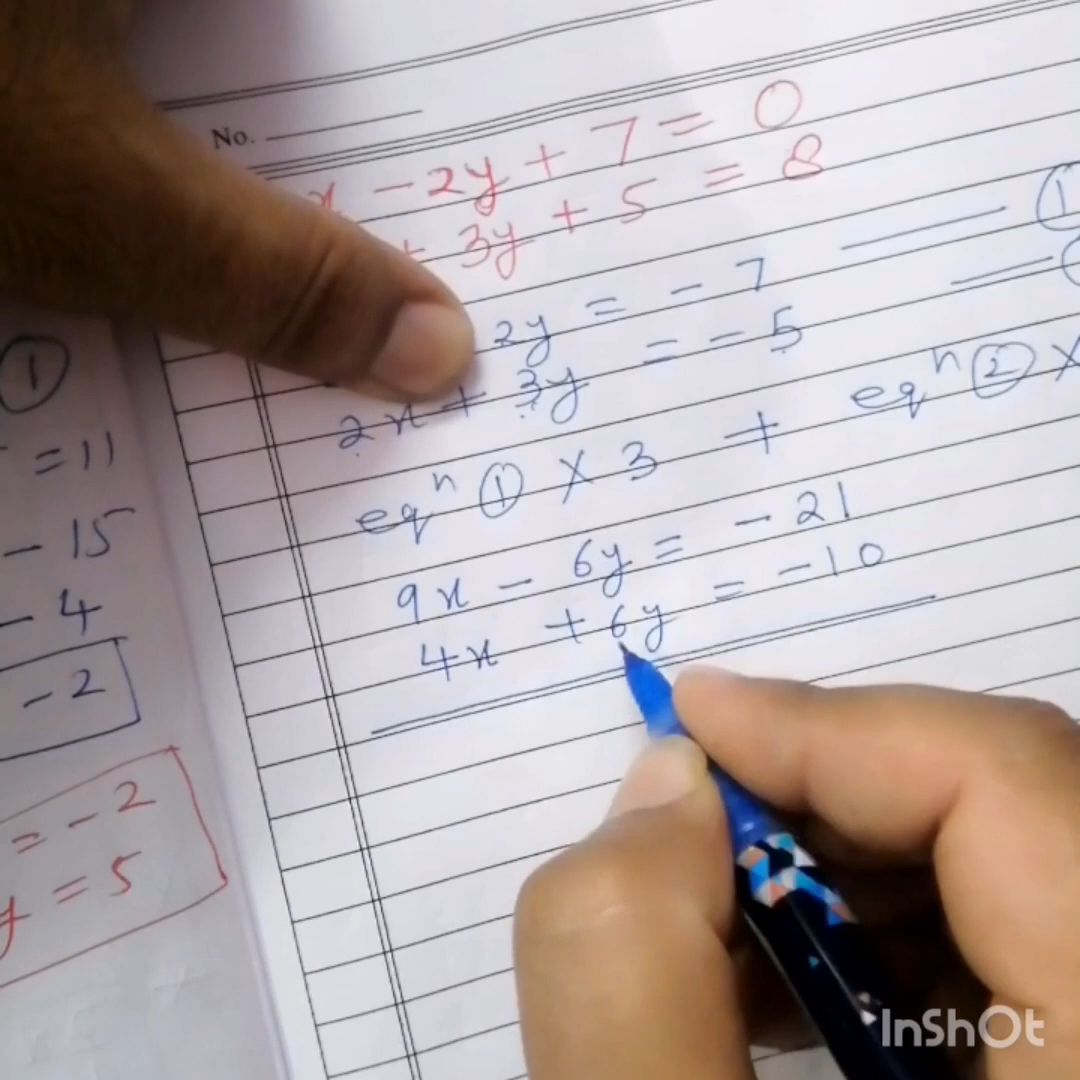 No.
x - 2y + 7 = 0
+ 3y + 5 = 8
2y = - 7 ①
2x + 3y = - 5
eqⁿ ① X 3 + eqⁿ ② X
9x - 6y = - 21
4x + 6y = - 10
①
= 11
- 15
- 4
- 2
= - 2
y = 5
InShOt